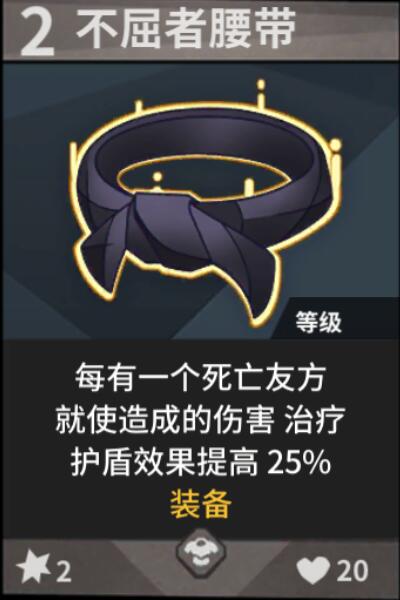 2 不屈者腰带
等级
每有一个死亡友方
就使造成的伤害 治疗
护盾效果提高 25%
装备
2 20